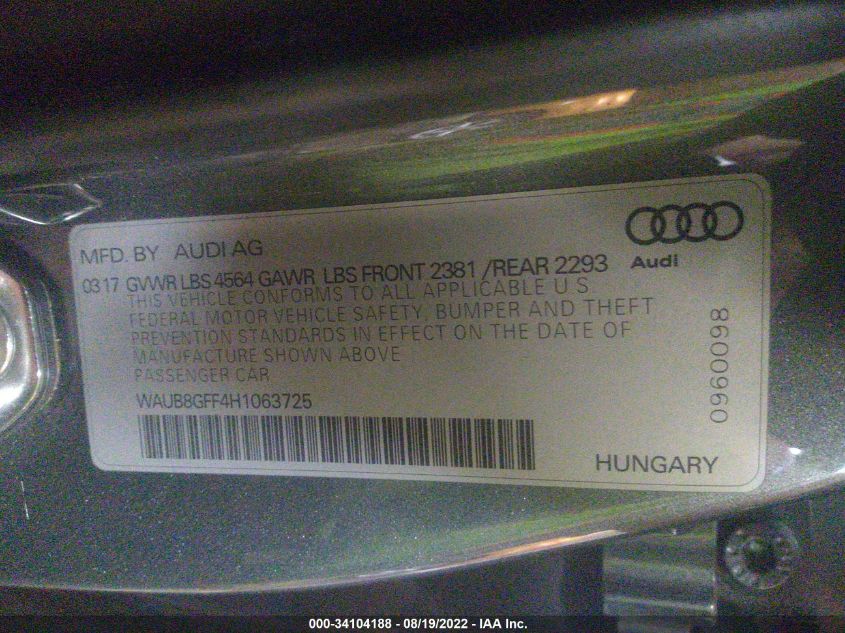 MFD. BY AUDI AG
0317 GVWR LBS 4564 GAWR LBS FRONT 2381 /REAR 2293
Audi
THIS VEHICLE CONFORMS TO ALL APPLICABLE U S
FEDERAL MOTOR VEHICLE SAFETY, BUMPER AND THEFT
PREVENTION STANDARDS IN EFFECT ON THE DATE OF
MANUFACTURE SHOWN ABOVE
PASSENGER CAR
WAUB8GFF4H1063725
0960098
HUNGARY
000-34104188 - 08/19/2022 - IAA Inc.